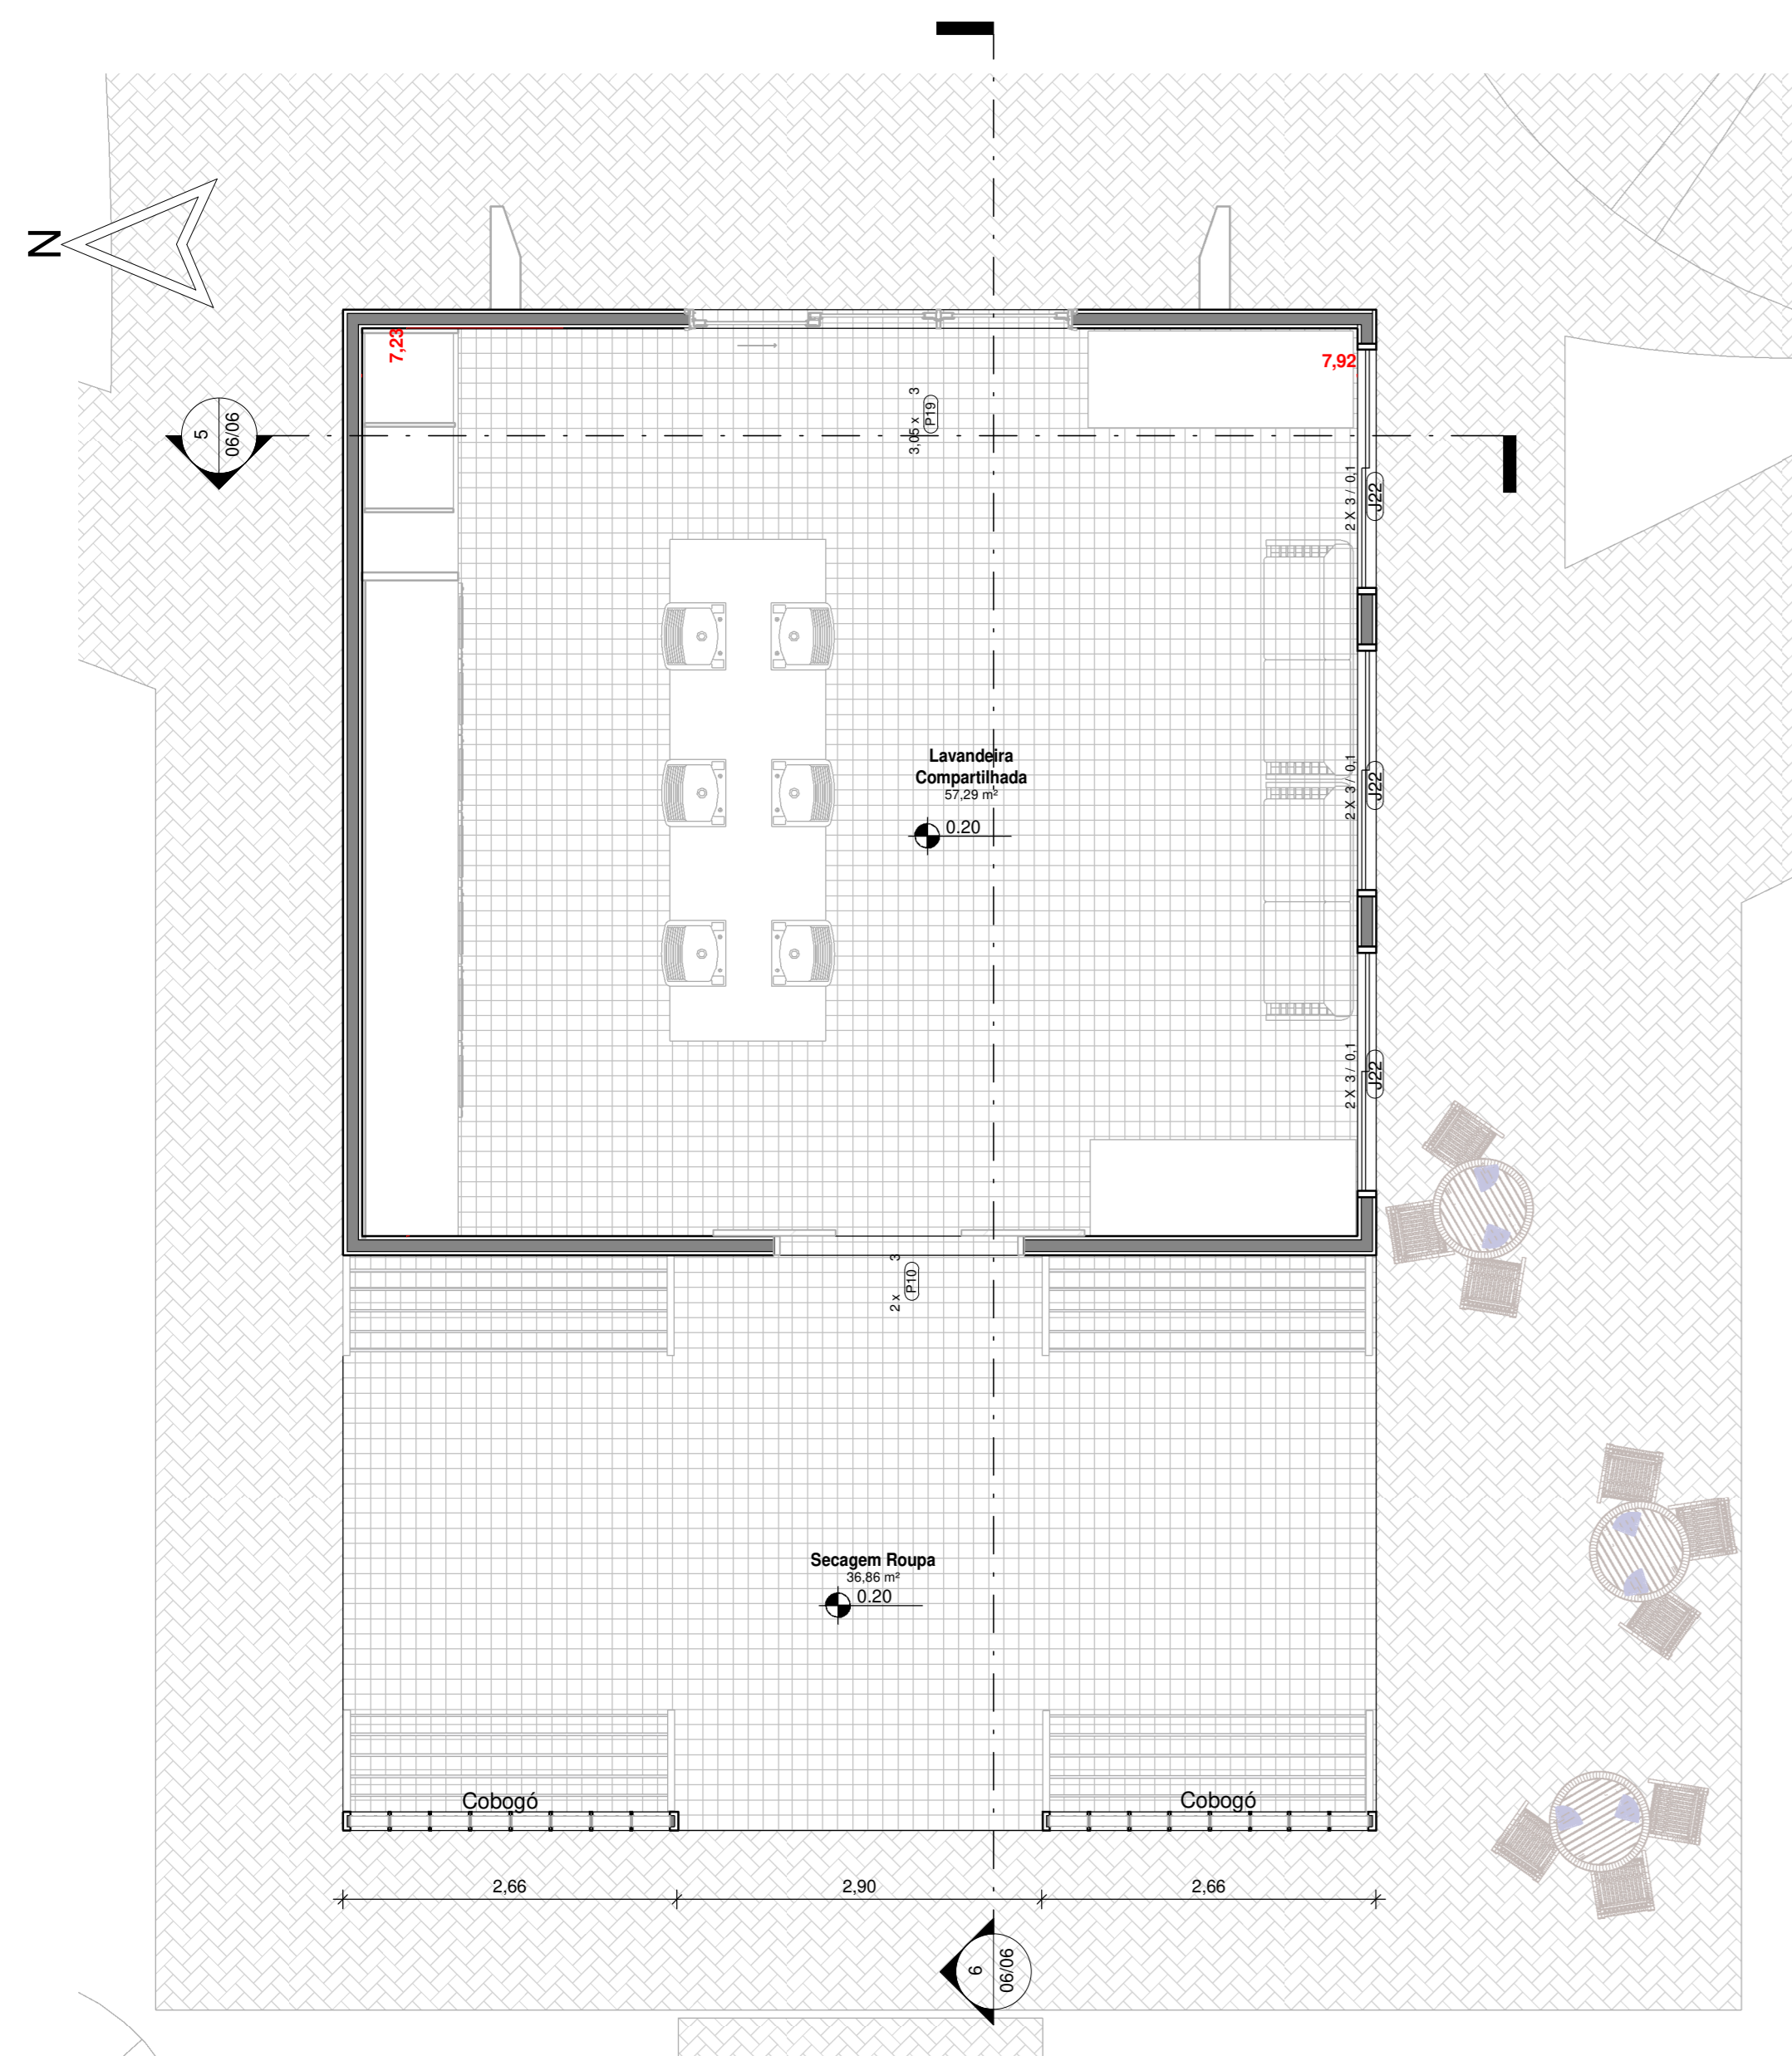 N
7,23
7,92
5
06/06
3,05 x 3
P19
2 X 3 / 0,1
J22
Lavandeira
Compartilhada
57,29 m²
0.20
2 X 3 / 0,1
J22
2 X 3 / 0,1
J22
2 x 3
P10
Secagem Roupa
36,86 m²
0.20
Cobogó
Cobogó
2,66
2,90
2,66
6
06/06